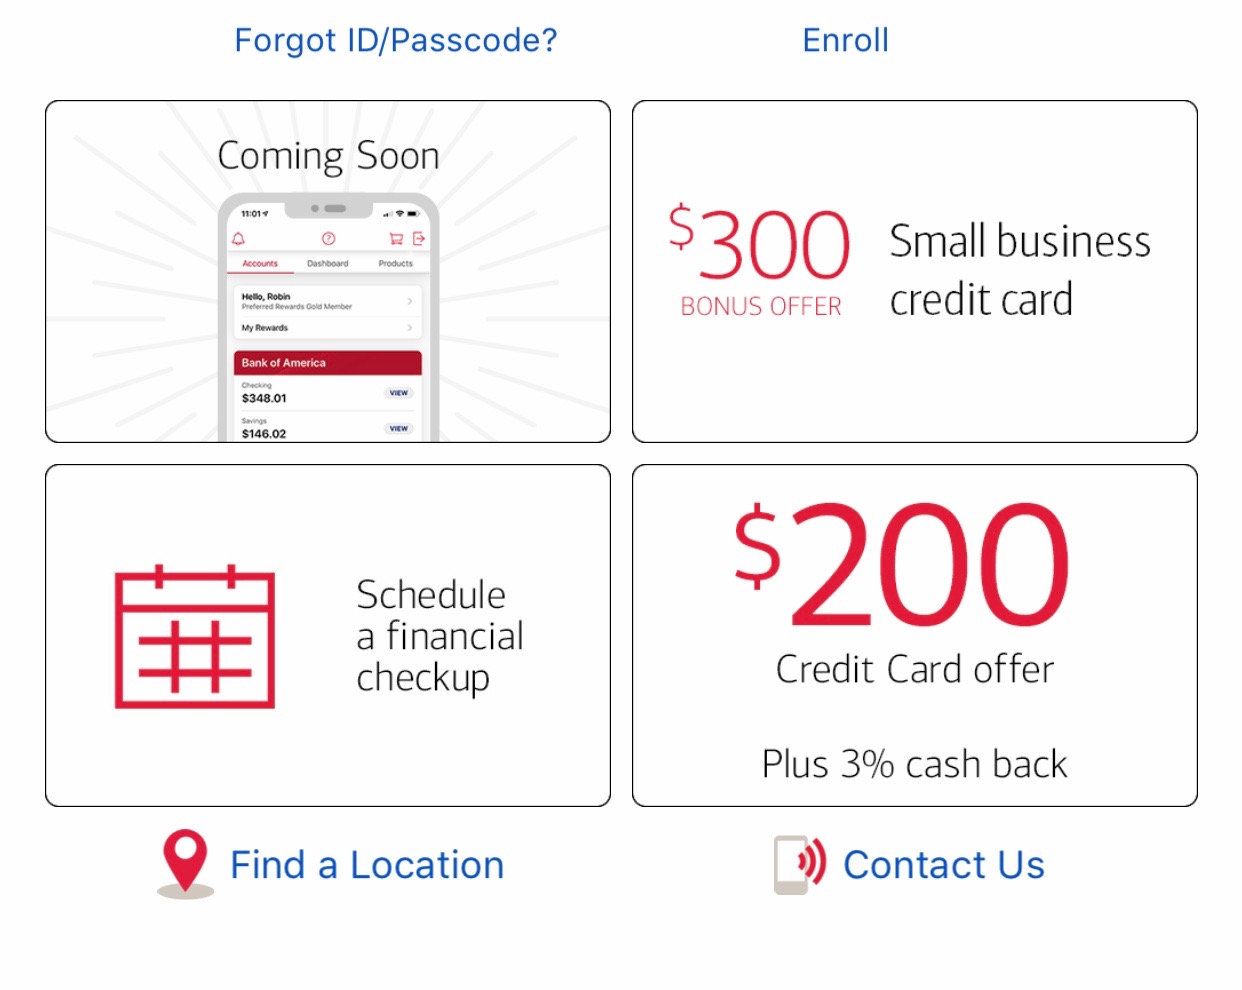 Forgot ID/Passcode?
Enroll
Coming Soon
11:01
Accounts
Dashboard
Products
Hello, Robin
Preferred Rewards Gold Member
My Rewards
Bank of America
Checking
$348.01
VIEW
Savings
$146.02
VIEW
$300
BONUS OFFER
Small business
credit card
Schedule
a financial
checkup
$200
Credit Card offer
Plus 3% cash back
Find a Location
Contact Us